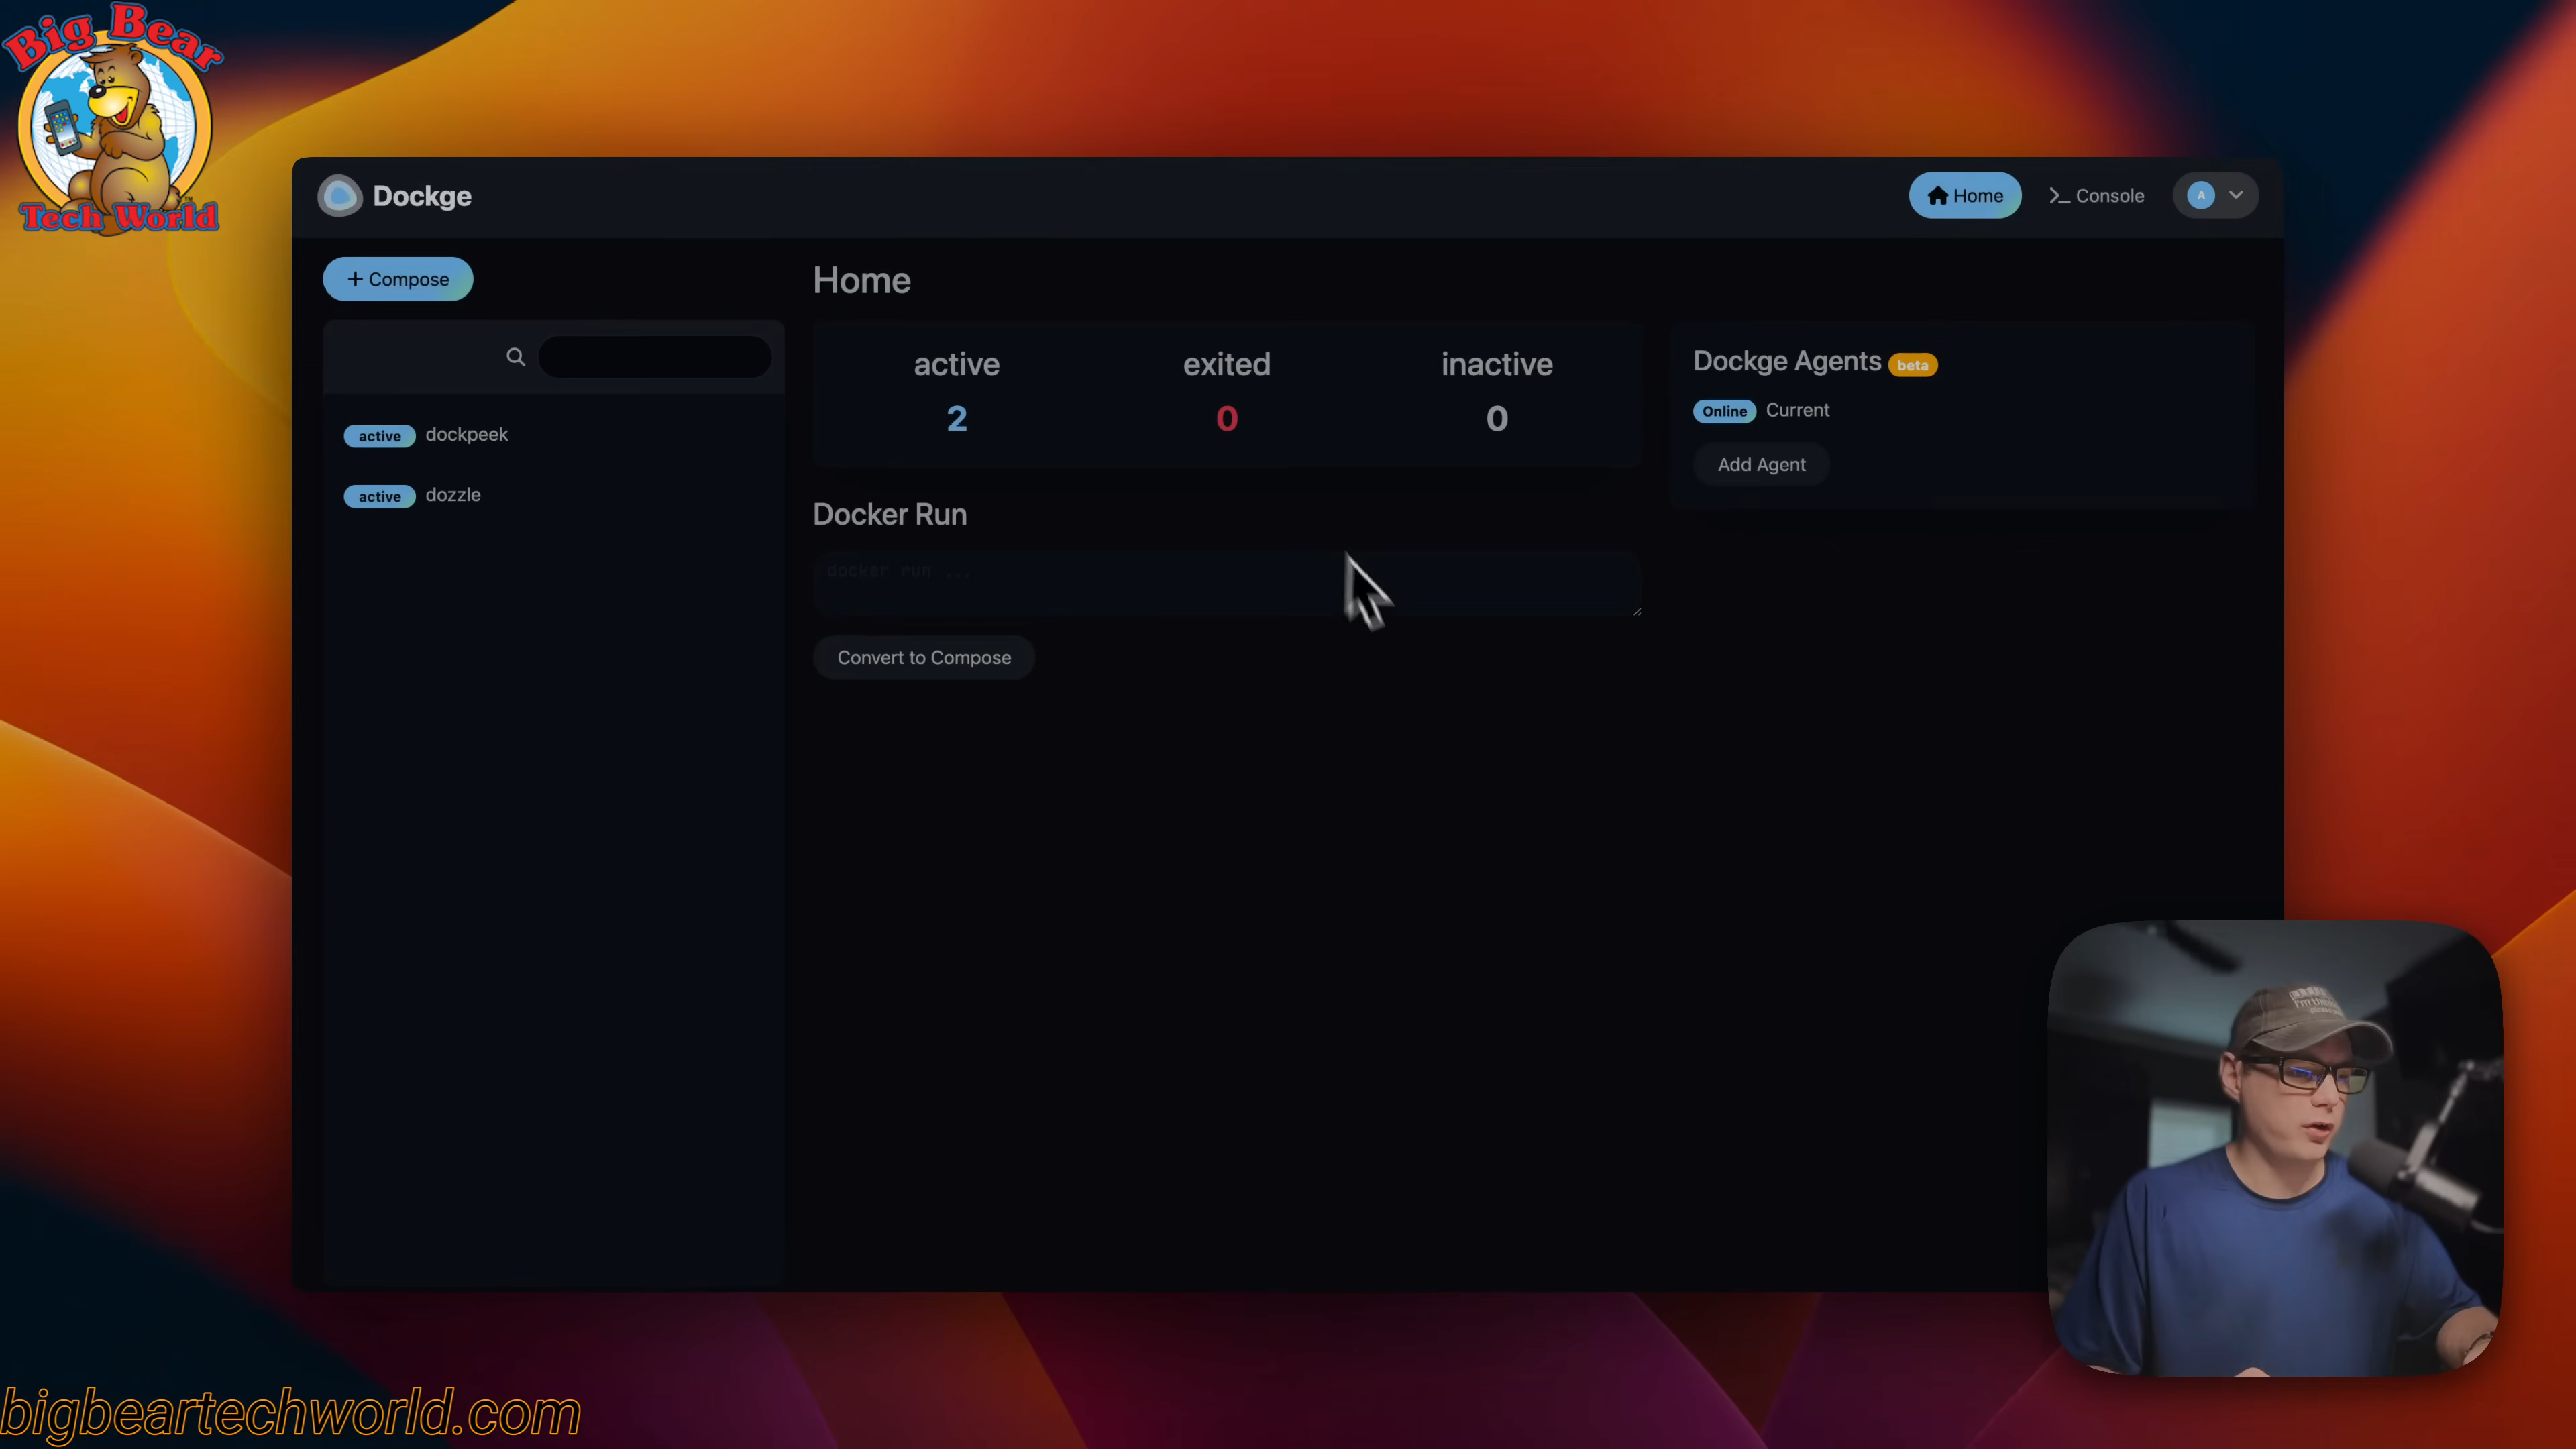 Big Bear
Tech World
Dockge
Home
Console
A
+ Compose
Home
active
exited
inactive
2
0
0
Dockge Agents beta
Online Current
Add Agent
active dockpeek
active dozzle
Docker Run
docker run ...
Convert to Compose
bigbeartechworld.com